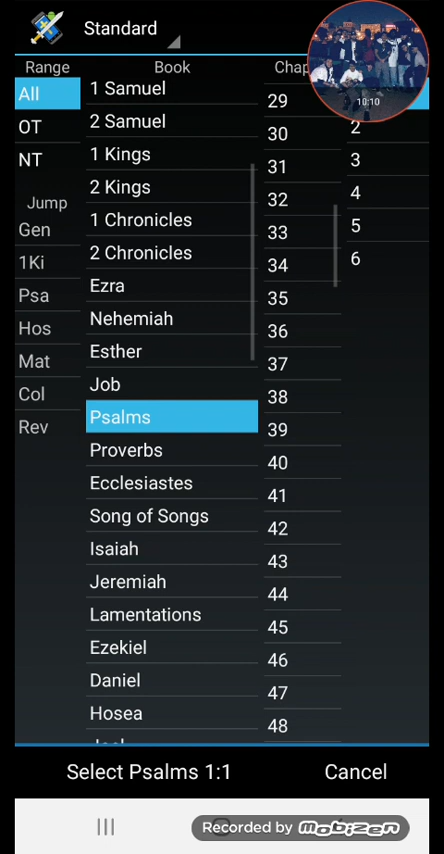 Standard
Range
Book
Chap
All
OT
NT
Jump
Gen
1Ki
Psa
Hos
Mat
Col
Rev
1 Samuel
2 Samuel
1 Kings
2 Kings
1 Chronicles
2 Chronicles
Ezra
Nehemiah
Esther
Job
Psalms
Proverbs
Ecclesiastes
Song of Songs
Isaiah
Jeremiah
Lamentations
Ezekiel
Daniel
Hosea
29
30
31
32
33
34
35
36
37
38
39
40
41
42
43
44
45
46
47
48
10:10
2
3
4
5
6
Select Psalms 1:1
Cancel
Recorded by Mobizen